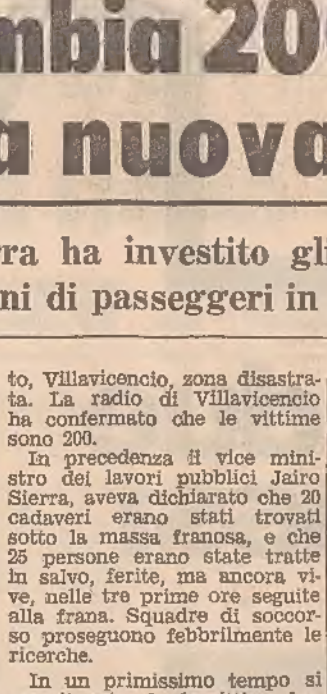 mbia 20
a nuova
rra ha investito gli
ni di passeggeri in
to, Villavicencio, zona disastra-
ta. La radio di Villavicencio
ha confermato che le vittime
sono 200.
In precedenza il vice mini-
stro dei lavori pubblici Jairo
Sierra, aveva dichiarato che 20
cadaveri erano stati trovati
sotto la massa franosa, e che
25 persone erano state tratte
in salvo, ferite, ma ancora vi-
ve, nelle tre prime ore seguite
alla frana. Squadre di soccor-
so proseguono febbrilmente le
ricerche.
In un primissimo tempo si